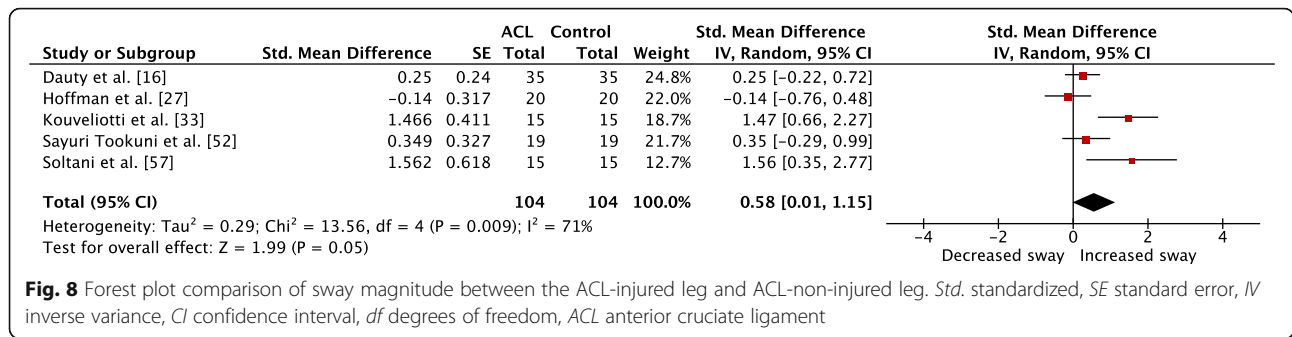 ACL Control Std. Mean Difference Std. Mean Difference
Study or Subgroup Std. Mean Difference SE Total Total Weight IV, Random, 95% CI IV, Random, 95% CI
Dauty et al. [16] 0.25 0.24 35 35 24.8% 0.25 [−0.22, 0.72]
Hoffman et al. [27] −0.14 0.317 20 20 22.0% −0.14 [−0.76, 0.48]
Kouveliotti et al. [33] 1.466 0.411 15 15 18.7% 1.47 [0.66, 2.27]
Sayuri Tookuni et al. [52] 0.349 0.327 19 19 21.7% 0.35 [−0.29, 0.99]
Soltani et al. [57] 1.562 0.618 15 15 12.7% 1.56 [0.35, 2.77]
Total (95% CI) 104 104 100.0% 0.58 [0.01, 1.15]
Heterogeneity: Tau² = 0.29; Chi² = 13.56, df = 4 (P = 0.009); I² = 71%
Test for overall effect: Z = 1.99 (P = 0.05)
−4 −2 0 2 4
Decreased sway Increased sway
Fig. 8 Forest plot comparison of sway magnitude between the ACL-injured leg and ACL-non-injured leg. Std. standardized, SE standard error, IV
inverse variance, CI confidence interval, df degrees of freedom, ACL anterior cruciate ligament